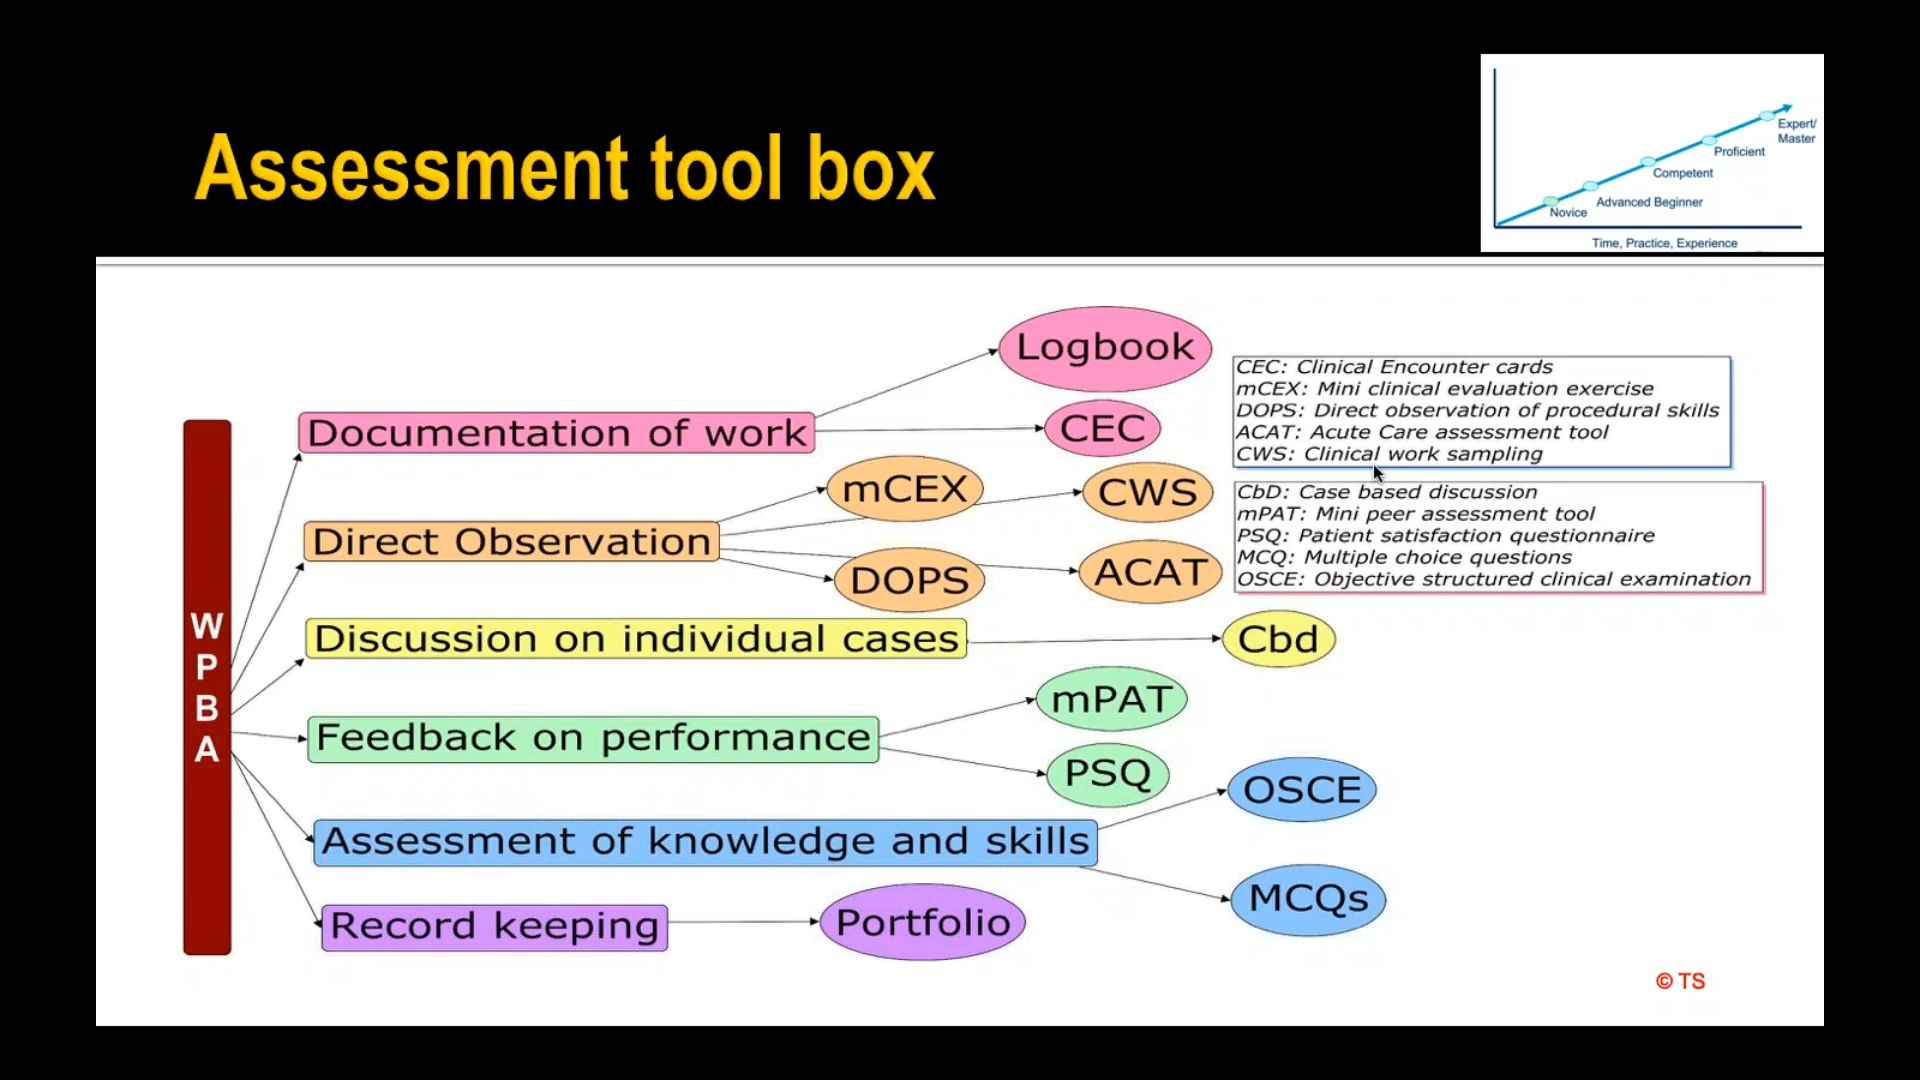 Assessment tool box
Expert/
Master
Proficient
Competent
Advanced Beginner
Novice
Time, Practice, Experience
WPBA
Documentation of work
Logbook
CEC
Direct Observation
mCEX
CWS
DOPS
ACAT
Discussion on individual cases
Cbd
Feedback on performance
mPAT
PSQ
Assessment of knowledge and skills
OSCE
MCQs
Record keeping
Portfolio
CEC: Clinical Encounter cards
mCEX: Mini clinical evaluation exercise
DOPS: Direct observation of procedural skills
ACAT: Acute Care assessment tool
CWS: Clinical work sampling
CbD: Case based discussion
mPAT: Mini peer assessment tool
PSQ: Patient satisfaction questionnaire
MCQ: Multiple choice questions
OSCE: Objective structured clinical examination
© TS